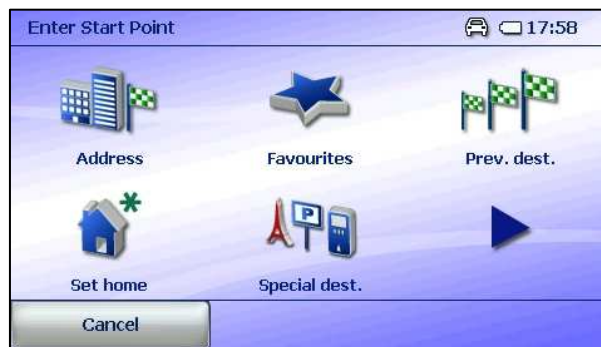 Enter Start Point 17:58
Address Favourites Prev. dest.
P
Set home Special dest.
Cancel